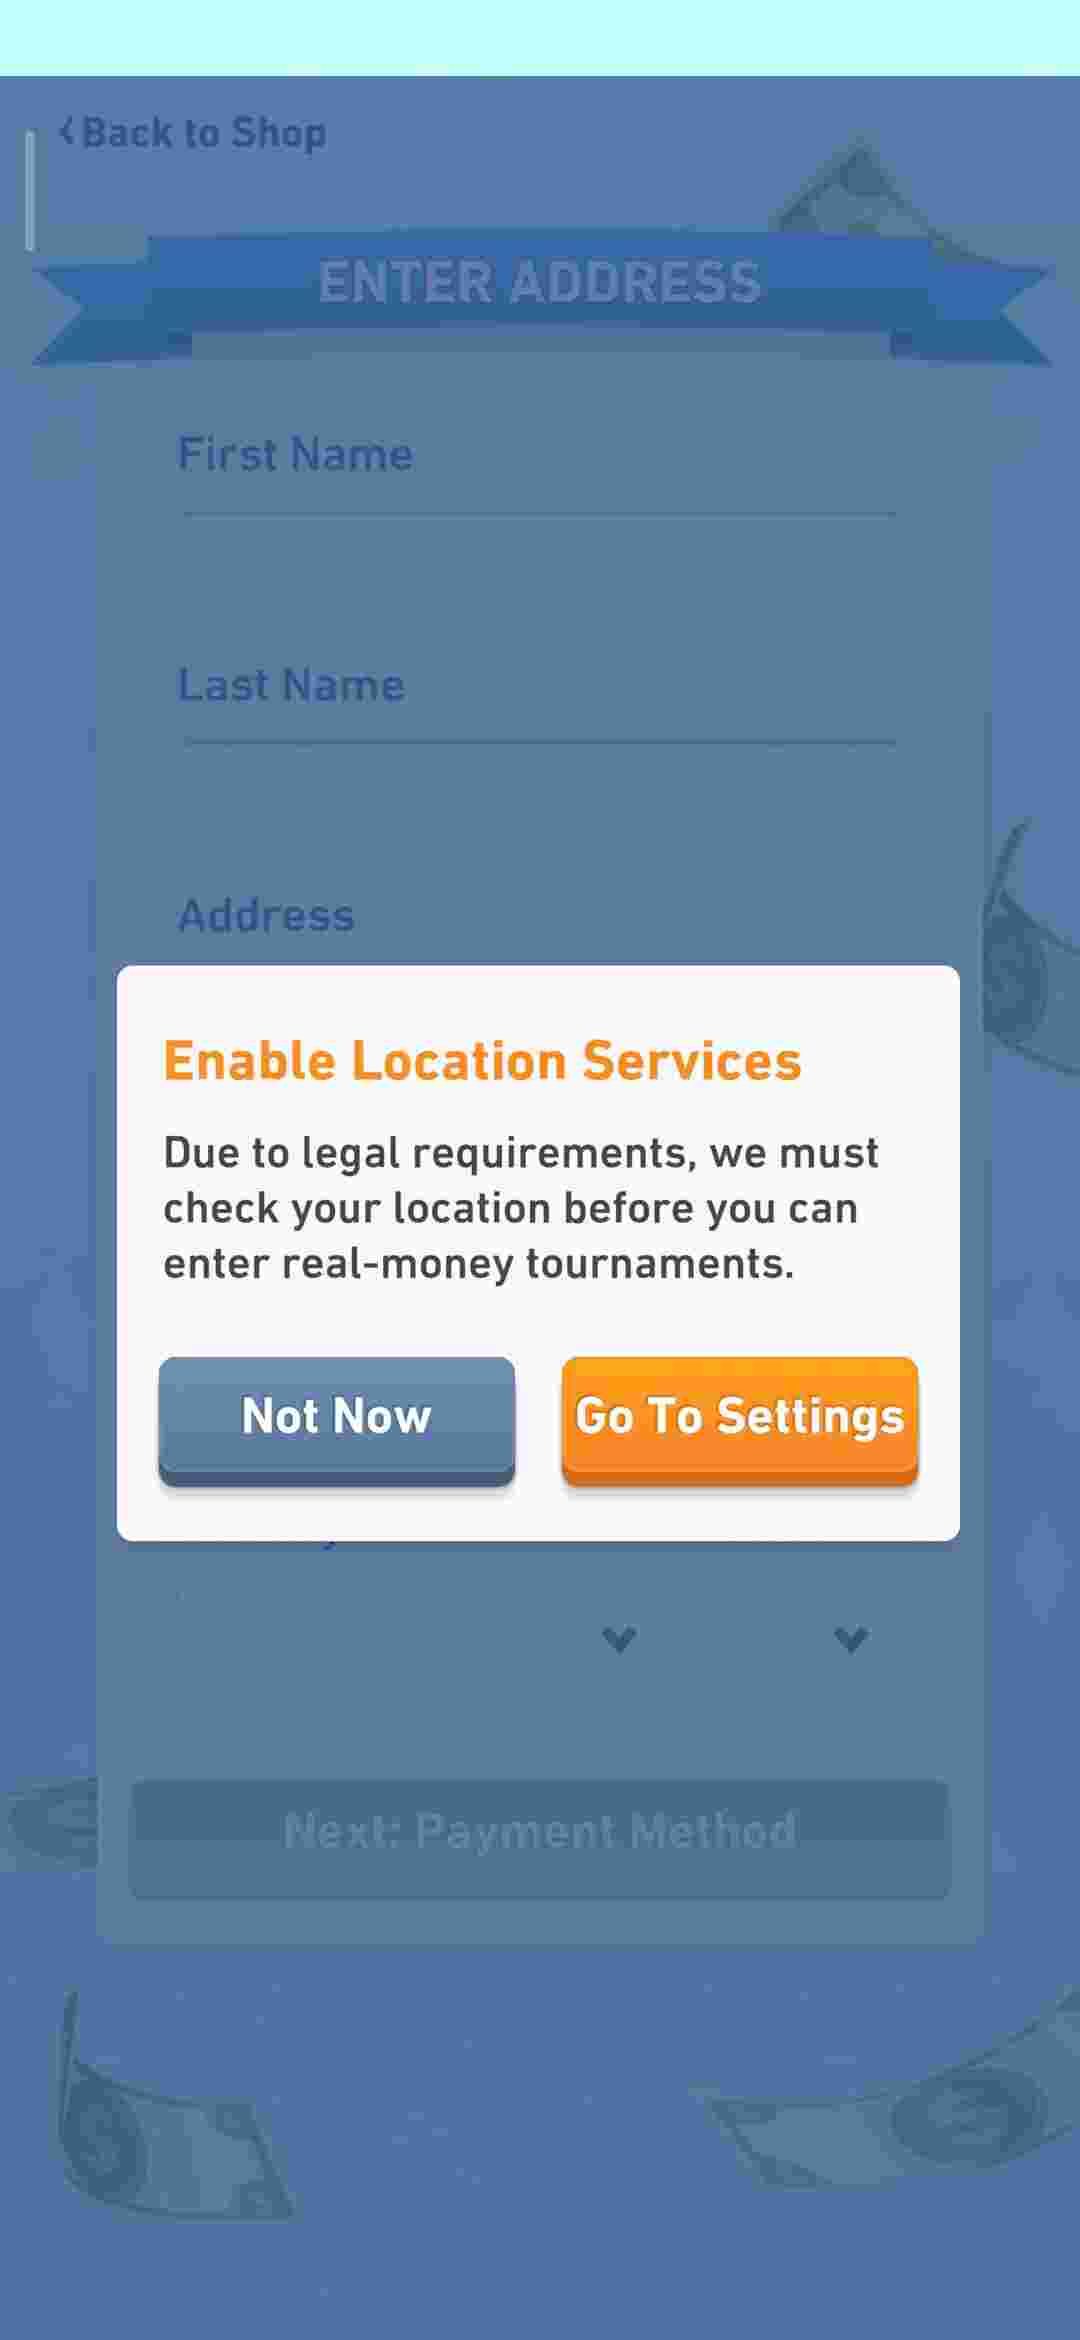 Back to Shop
ENTER ADDRESS
First Name
Last Name
Address
Enable Location Services
Due to legal requirements, we must
check your location before you can
enter real-money tournaments.
Not Now
Go To Settings
Next: Payment Method